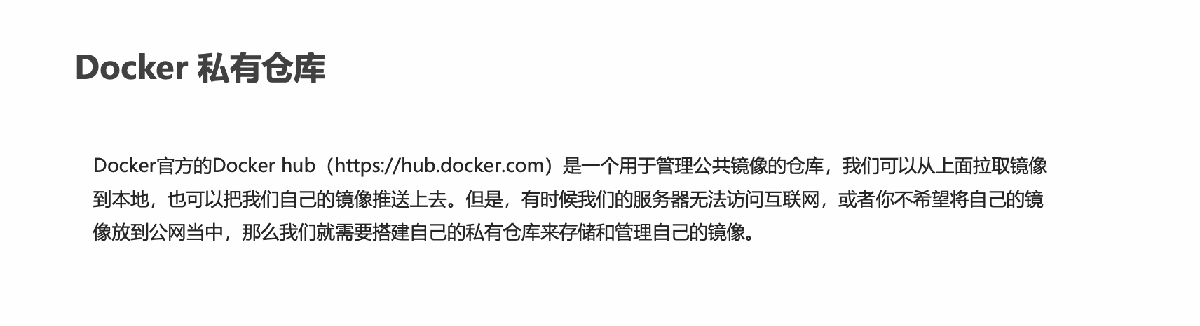 Docker 私有仓库
Docker官方的Docker hub（https://hub.docker.com）是一个用于管理公共镜像的仓库，我们可以从上面拉取镜像
到本地，也可以把我们自己的镜像推送上去。但是，有时候我们的服务器无法访问互联网，或者你不希望将自己的镜
像放到公网当中，那么我们就需要搭建自己的私有仓库来存储和管理自己的镜像。